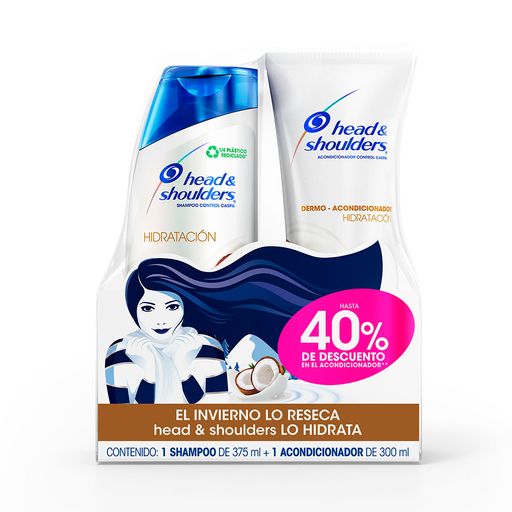 1/4 PLÁSTICO
RECICLADO*
head &
shoulders®
SHAMPOO CONTROL CASPA
HIDRATACIÓN
head &
shoulders®
ACONDICIONADOR CONTROL CASPA
DERMO - ACONDICIONADOR
HIDRATACIÓN
HASTA
40%
DE DESCUENTO
EN EL ACONDICIONADOR**
EL INVIERNO LO RESECA
head & shoulders LO HIDRATA
CONTENIDO: 1 SHAMPOO DE 375 ml + 1 ACONDICIONADOR DE 300 ml